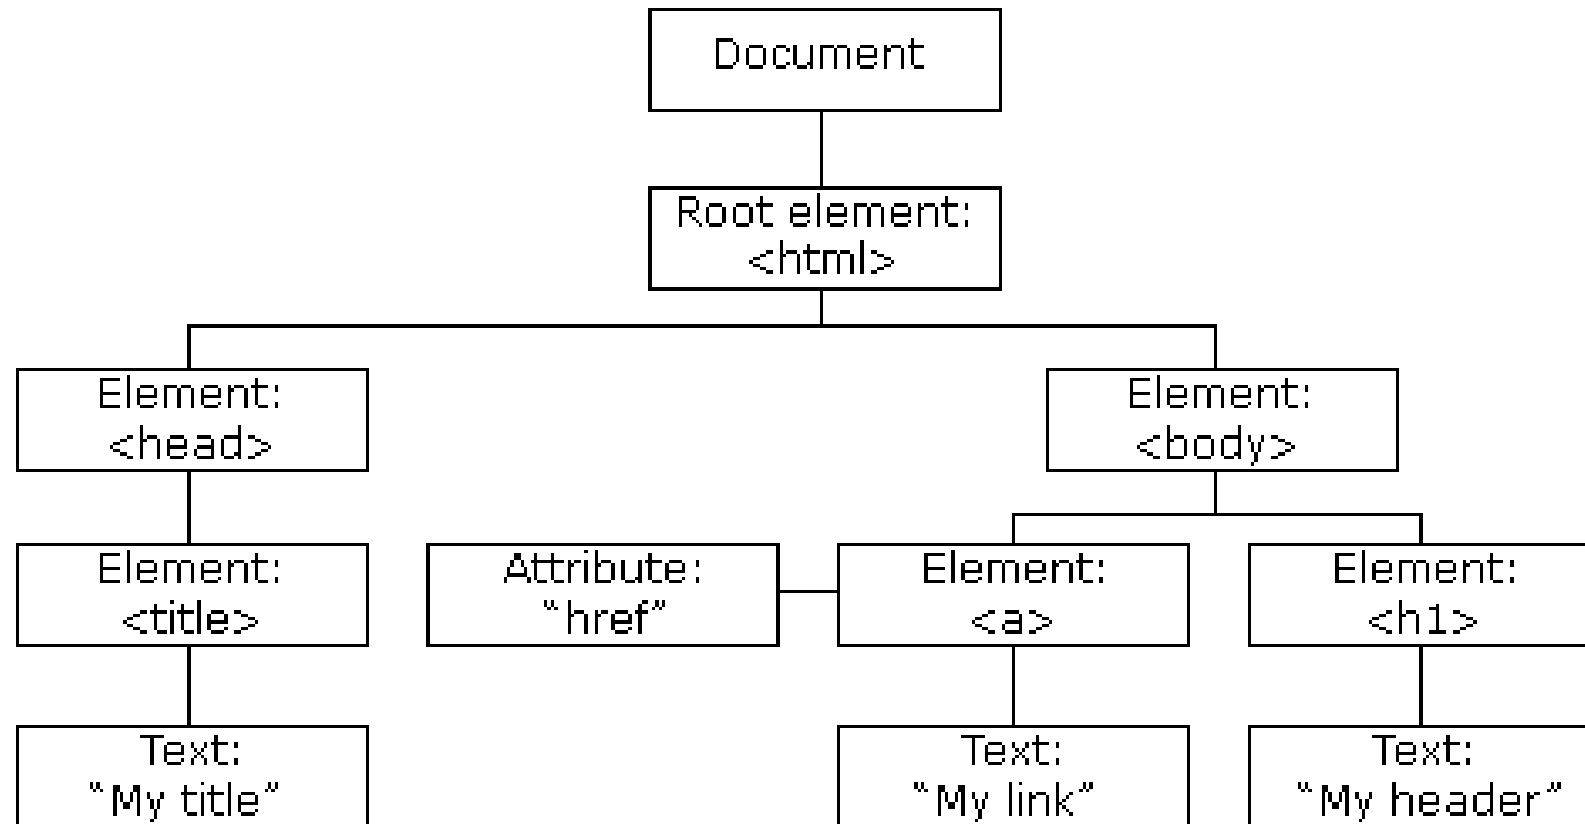 Document
Root element:
<html>
Element:
<head>
Element:
<body>
Element:
<title>
Attribute:
“href”
Element:
<a>
Element:
<h1>
Text:
“My title”
Text:
“My link”
Text:
“My header”